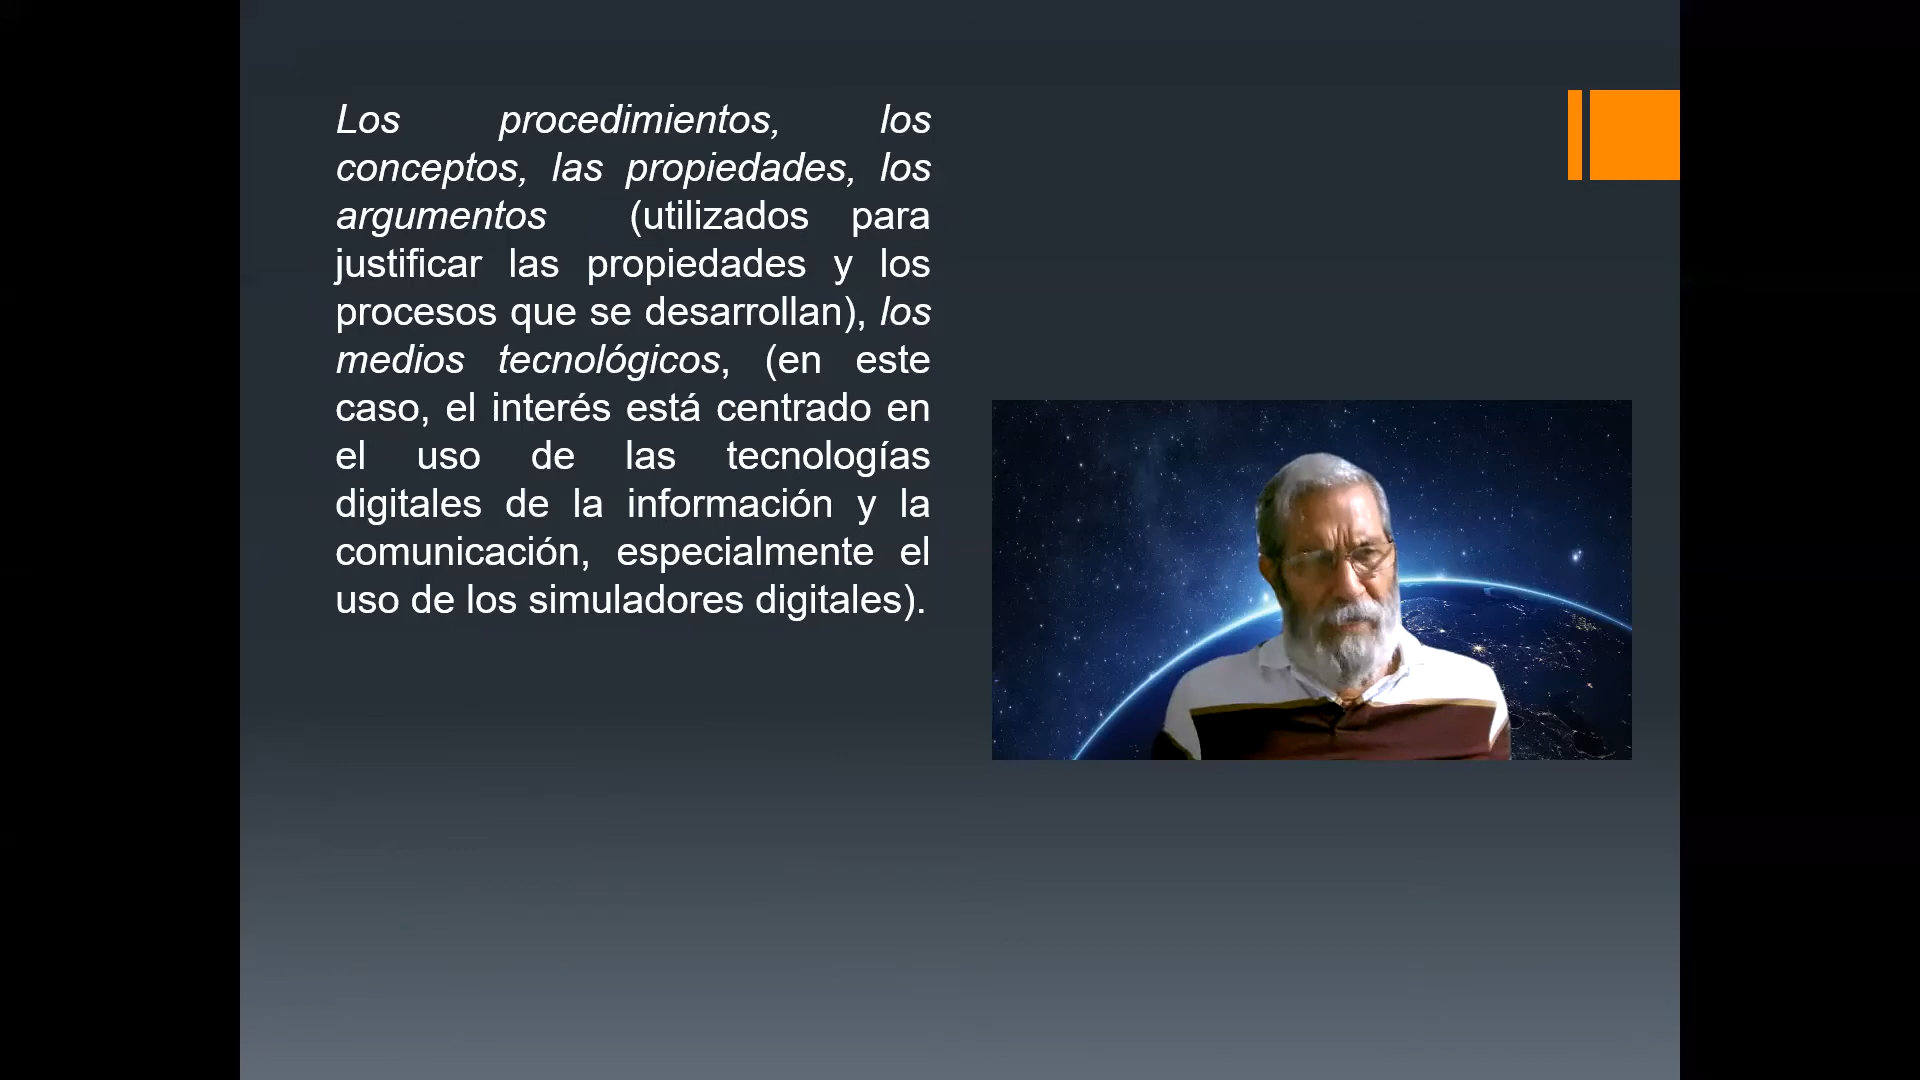 Los procedimientos, los
conceptos, las propiedades, los
argumentos (utilizados para
justificar las propiedades y los
procesos que se desarrollan), los
medios tecnológicos, (en este
caso, el interés está centrado en
el uso de las tecnologías
digitales de la información y la
comunicación, especialmente el
uso de los simuladores digitales).